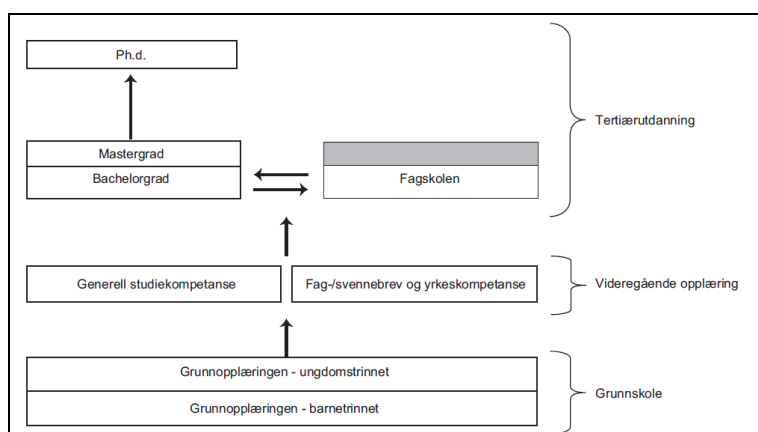 Ph.d.
Tertiærutdanning
Mastergrad
Bachelorgrad
Fagskolen
Generell studiekompetanse
Fag-/svennebrev og yrkeskompetanse
Videregående opplæring
Grunnopplæringen - ungdomstrinnet
Grunnskole
Grunnopplæringen - barnetrinnet